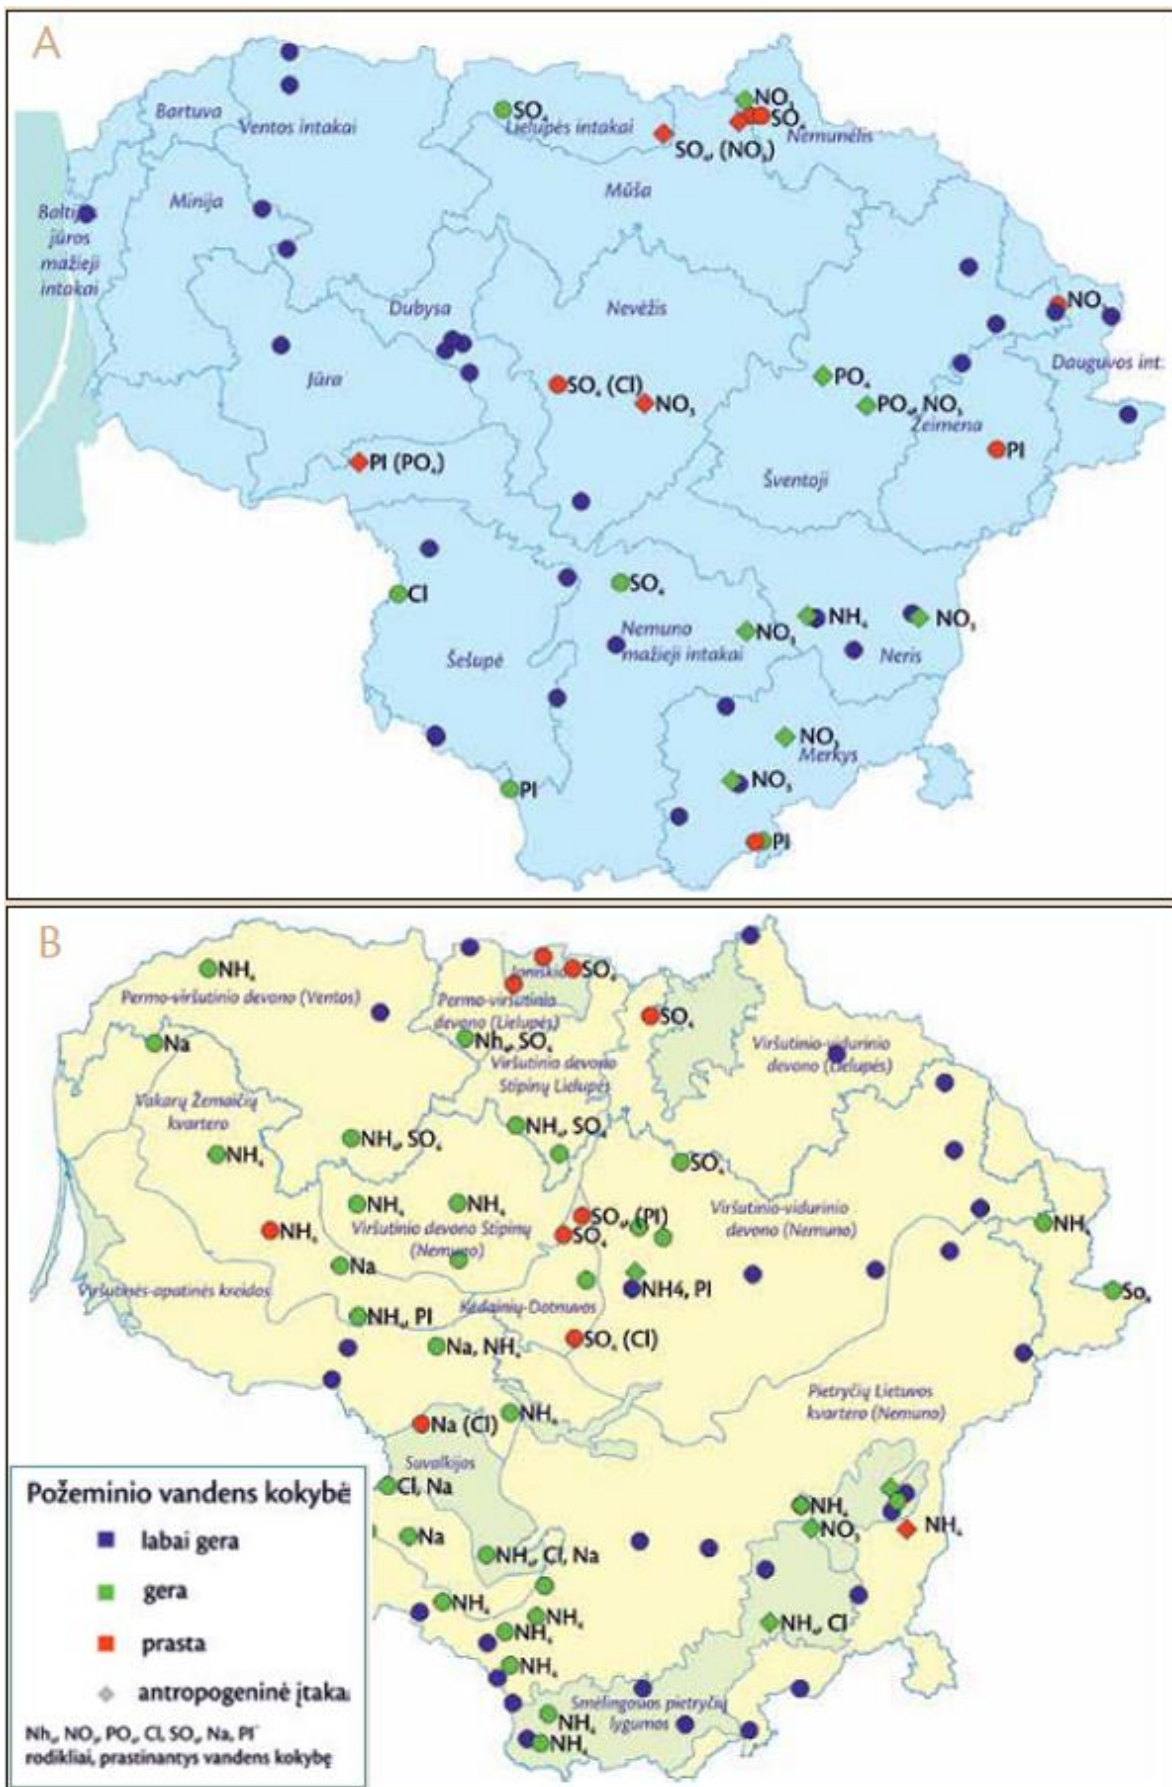 A
NO₃
SO₄
SO₄
Bartuva
Ventos intakai
Lielupės intakai
Nemunėlis
SO₄, (NO₃)
Mūša
Minija
Baltijos
jūros
mažieji
intakai
Dubysa
Nevėžis
NO₃
Dauguvos int.
Jūra
PO₄
SO₄ (Cl)
NO₃
PO₄, NO₃
Žeimena
PI (PO₄)
PI
Šventoji
Cl
SO₄
NH₄
NO₃
Nemuno
mažieji intakai
NO₃
Šešupė
Neris
NO₃
Merkys
NO₃
PI
PI
B
NH₄
Joniškio
SO₄
Permo-viršutinio devono (Ventos)
Permo-viršutinio
devono (Lielupės)
SO₄
Na
Nh₄, SO₄
Viršutinio-vidurinio
devono (Lielupės)
Viršutinio devono
Stipinų Lielupės
Vakarų Žemaičių
kvartero
NH₄, SO₄
NH₄, SO₄
NH₄
SO₄
NH₄
NH₄
SO₄, (PI)
Viršutinio-vidurinio
devono (Nemuno)
NH₄
NH₄
Viršutinio devono Stipinų
(Nemuno)
SO₄
Na
Viršutinės-apatinės kreidos
NH4, PI
So₄
Kėdainių-Dotnuvos
NH₄, PI
SO₄ (Cl)
Na, NH₄
Pietryčių Lietuvos
kvartero (Nemuno)
NH₄
Na (Cl)
Suvalkijos
Cl, Na
NH₄
Na
NO₃
NH₄
NH₄, Cl, Na
NH₄
NH₄
NH₄
NH₄, Cl
NH₄
Smėlingosios pietryčių
lygumos
NH₄
NH₄
Požeminio vandens kokybė
labai gera
gera
prasta
antropogeninė įtaka
Nh₄, NO₃, PO₄, Cl, SO₄, Na, PI
rodikliai, prastinantys vandens kokybę